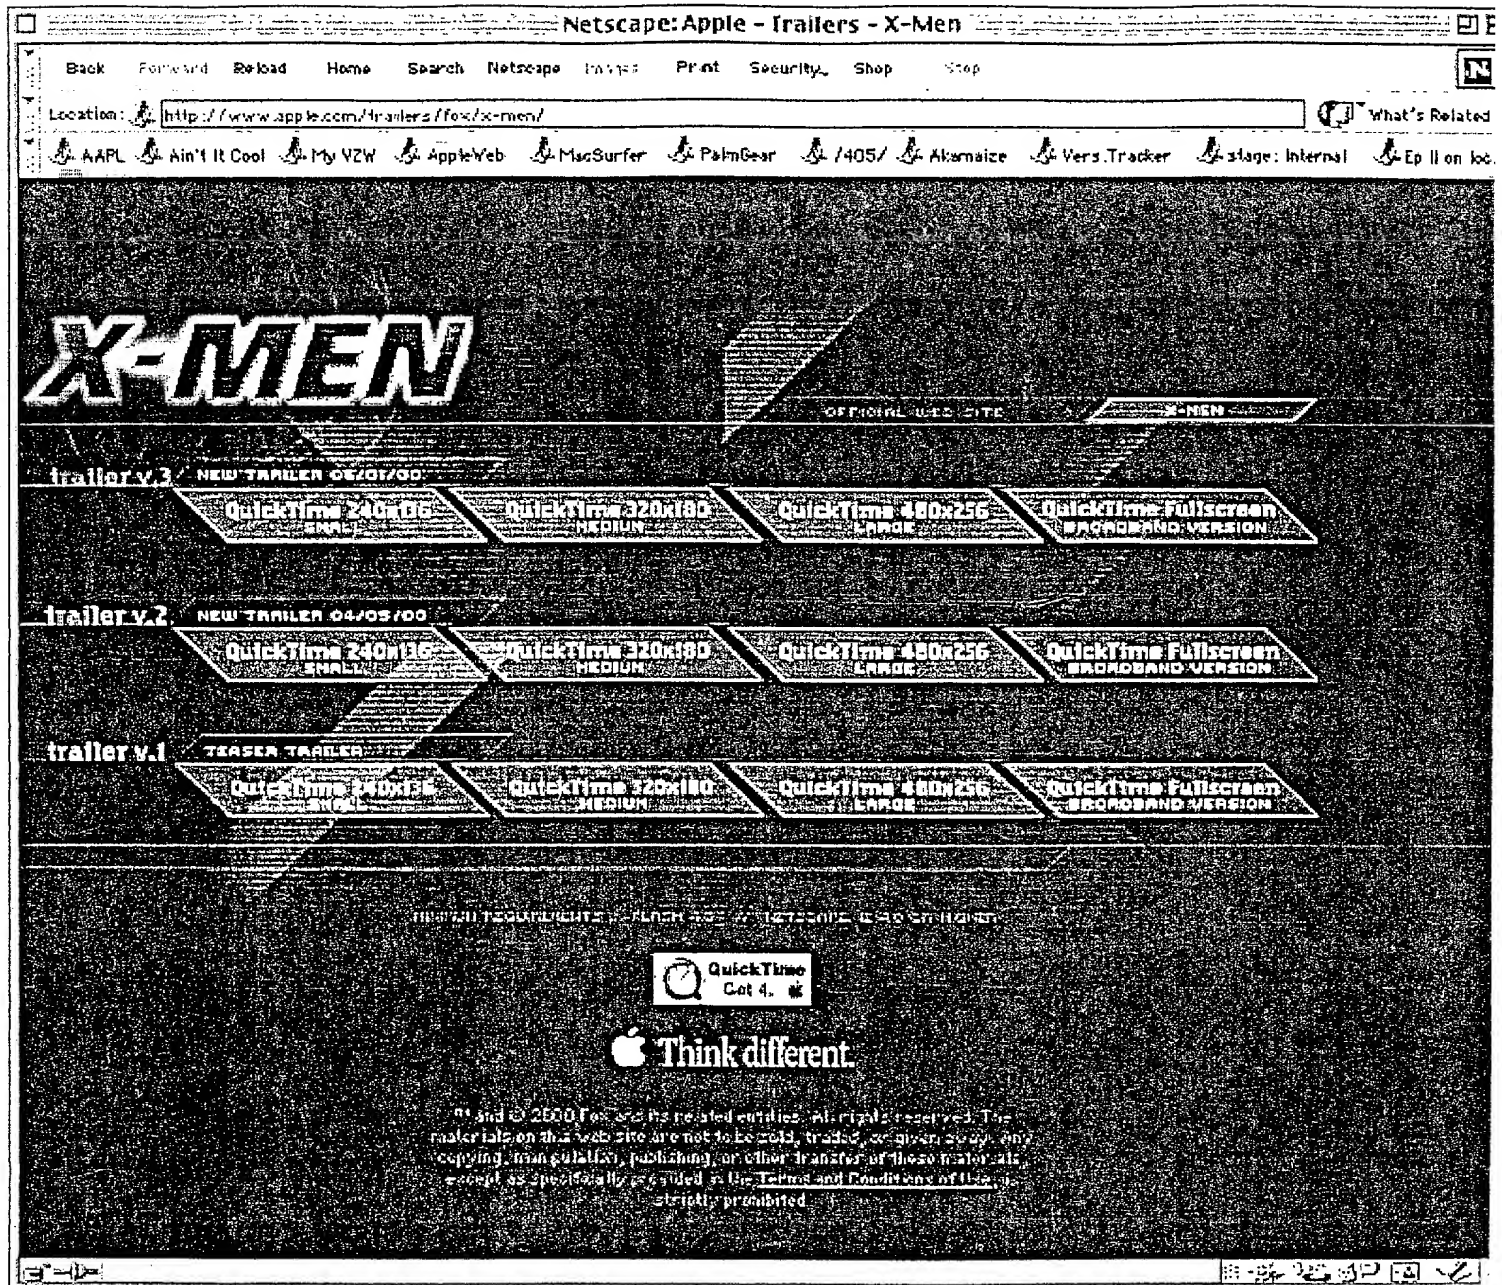 Netscape: Apple - Trailers - X-Men
Back Forward Reload Home Search Netscape Images Print Security Shop Stop
N
Location: http://www.apple.com/trailers/fox/x-men/ What's Related
AAPL Ain't It Cool My VZW AppleWeb MacSurfer PalmGear /405/ Akamaize Vers.Tracker stage: Internal Ep II on loc.
X-MEN
OFFICIAL WEB SITE X-MEN
trailer v.3 NEW TRAILER
QuickTime 240x136 QuickTime 320x180 QuickTime 480x256 QuickTime Fullscreen
SMALL MEDIUM LARGE BROADBAND VERSION
trailer v.2 NEW TRAILER 04/05/00
QuickTime 240x136 QuickTime 320x180 QuickTime 480x256 QuickTime Fullscreen
SMALL MEDIUM LARGE BROADBAND VERSION
trailer v.1 TEASER TRAILER
QuickTime 240x136 QuickTime 320x180 QuickTime 480x256 QuickTime Fullscreen
SMALL MEDIUM LARGE BROADBAND VERSION
REQUIREMENTS FLASH NETSCAPE
QuickTime
Get 4.
Think different.
and © 2000 Fox and its related entities. All rights reserved. The
materials on this web site are not to be sold, traded, or given away. Any
copying, manipulation, publishing, or other transfer of these materials,
except as specifically provided in the Terms and Conditions of Use, is
strictly prohibited